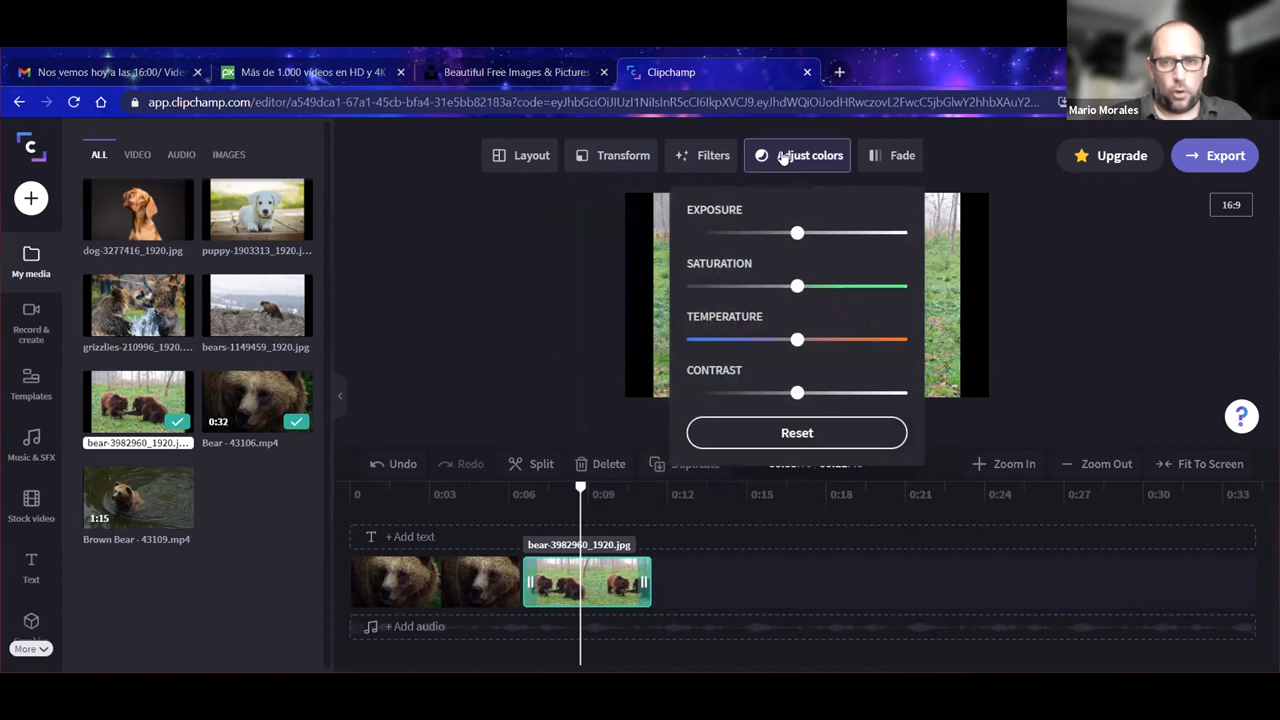 Nos vemos hoy a las 16:00/ Vide
Más de 1.000 vídeos en HD y 4K
Beautiful Free Images & Pictures
Clipchamp
app.clipchamp.com/editor/a549dca1-67a1-45cb-bfa4-31e5bb82183a?code=eyJhbGciOiJIUzI1NiIsInR5cCI6IkpXVCJ9.eyJhdWQiOiJodHRwczovL2FwcC5jbGlwY2hhbXAuY2...
Mario Morales
ALL
VIDEO
AUDIO
IMAGES
Layout
Transform
Filters
Adjust colors
Fade
Upgrade
Export
16:9
My media
Record &
create
Templates
Music & SFX
Stock video
Text
More
dog-3277416_1920.jpg
puppy-1903313_1920.j...
grizzlies-210996_1920....
bears-1149459_1920.jpg
bear-3982960_1920.j...
0:32
Bear - 43106.mp4
1:15
Brown Bear - 43109.mp4
EXPOSURE
SATURATION
TEMPERATURE
CONTRAST
Reset
Undo
Redo
Split
Delete
Duplicate
Zoom In
Zoom Out
Fit To Screen
0
0:03
0:06
0:09
0:12
0:15
0:18
0:21
0:24
0:27
0:30
0:33
+ Add text
bear-3982960_1920.jpg
+ Add audio